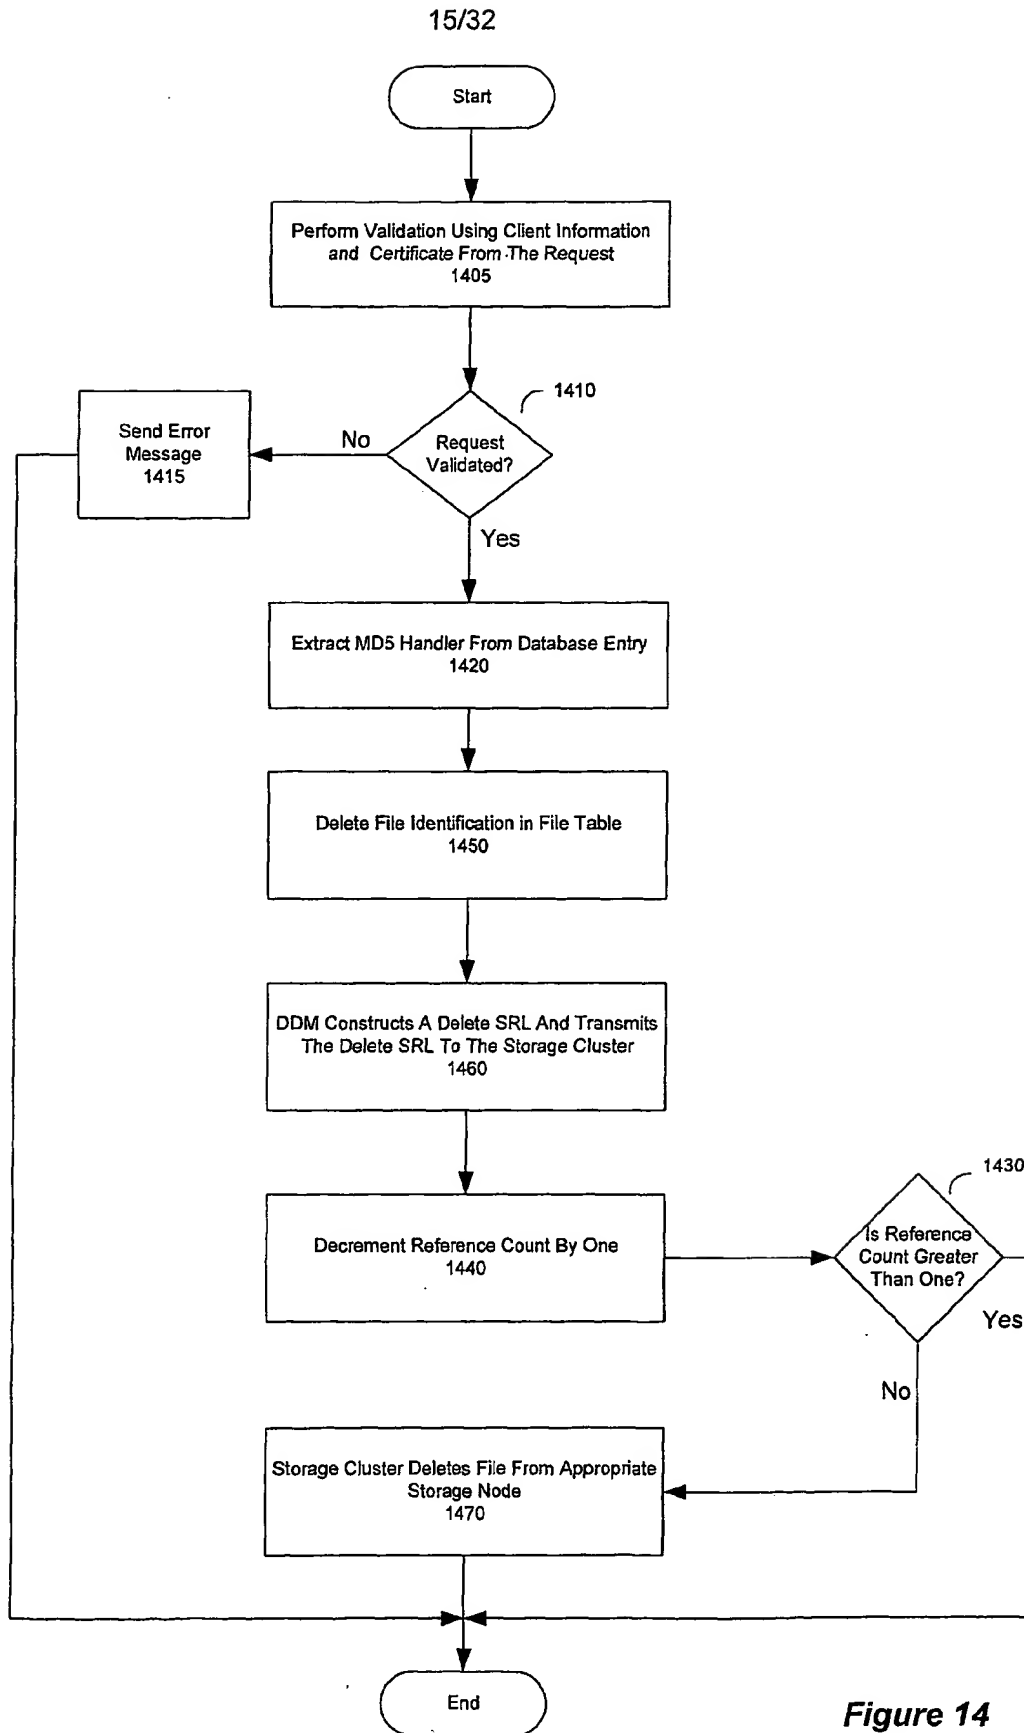 15/32
Start
Perform Validation Using Client Information
and Certificate From The Request
1405
1410
Request
Validated?
No
Send Error
Message
1415
Yes
Extract MD5 Handler From Database Entry
1420
Delete File Identification in File Table
1450
DDM Constructs A Delete SRL And Transmits
The Delete SRL To The Storage Cluster
1460
Decrement Reference Count By One
1440
1430
Is Reference
Count Greater
Than One?
Yes
No
Storage Cluster Deletes File From Appropriate
Storage Node
1470
End
Figure 14